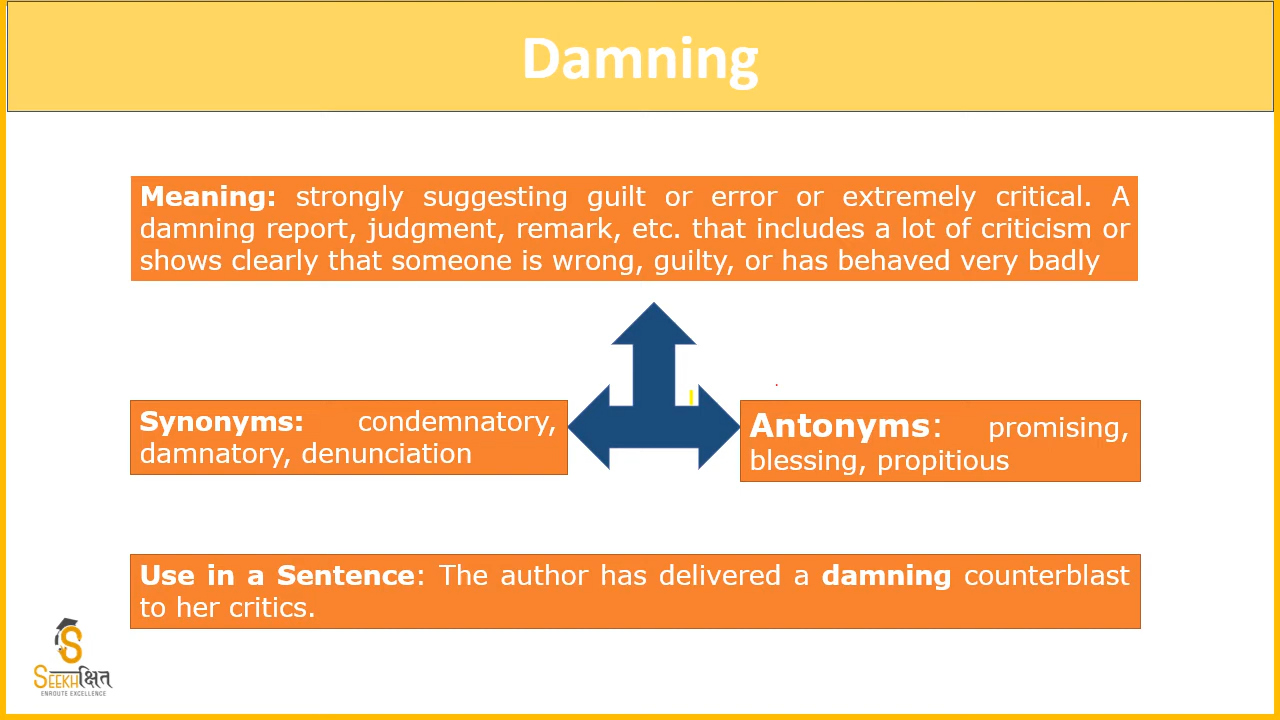 Damning
Meaning: strongly suggesting guilt or error or extremely critical. A
damning report, judgment, remark, etc. that includes a lot of criticism or
shows clearly that someone is wrong, guilty, or has behaved very badly
Synonyms: condemnatory,
damnatory, denunciation
Antonyms: promising,
blessing, propitious
Use in a Sentence: The author has delivered a damning counterblast
to her critics.
SEEKHक्षित
ENROUTE EXCELLENCE